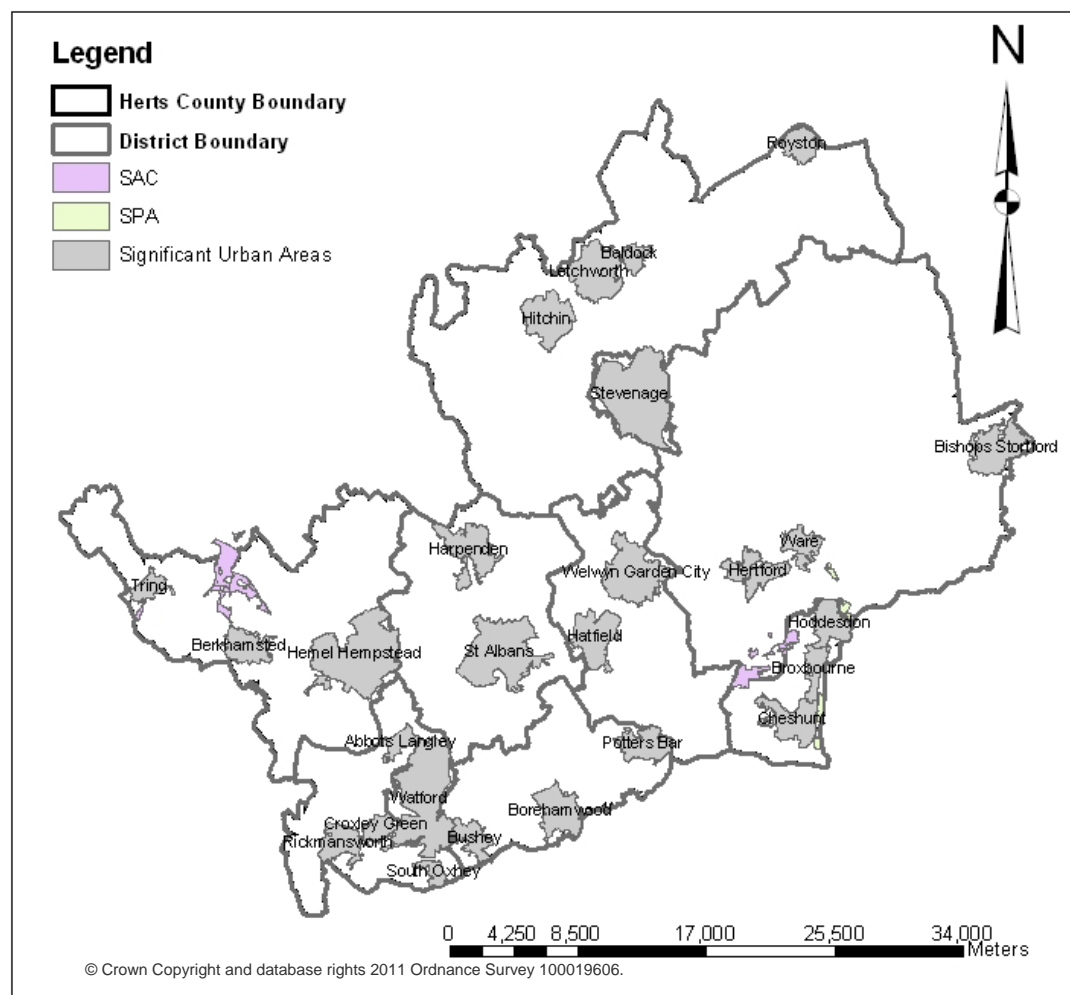 Legend
N
Herts County Boundary
District Boundary
SAC
SPA
Significant Urban Areas
Royston
Baldock
Letchworth
Hitchin
Stevenage
Bishops Stortford
Harpenden
Ware
Welwyn Garden City
Hertford
Tring
Hoddesdon
Hatfield
Berkhamsted
Hemel Hempstead
St Albans
Broxbourne
Cheshunt
Abbots Langley
Potters Bar
Watford
Borehamwood
Croxley Green
Bushey
Rickmansworth
South Oxhey
0 4,250 8,500 17,000 25,500 34,000
Meters
© Crown Copyright and database rights 2011 Ordnance Survey 100019606.